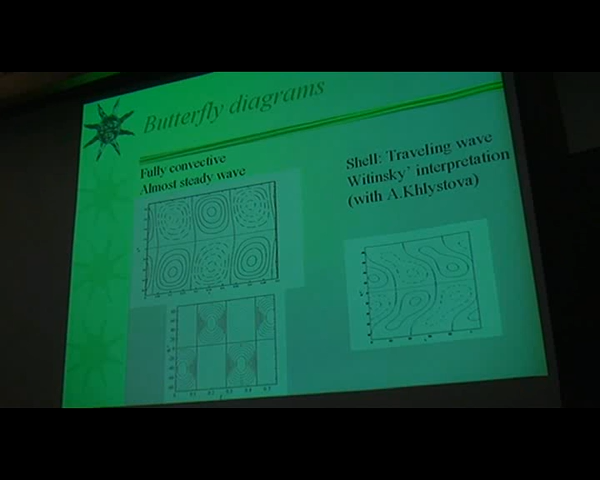 Butterfly diagrams
Fully convective
Almost steady wave
Shell: Traveling wave
Witinsky' interpretation
(with A.Khlystova)